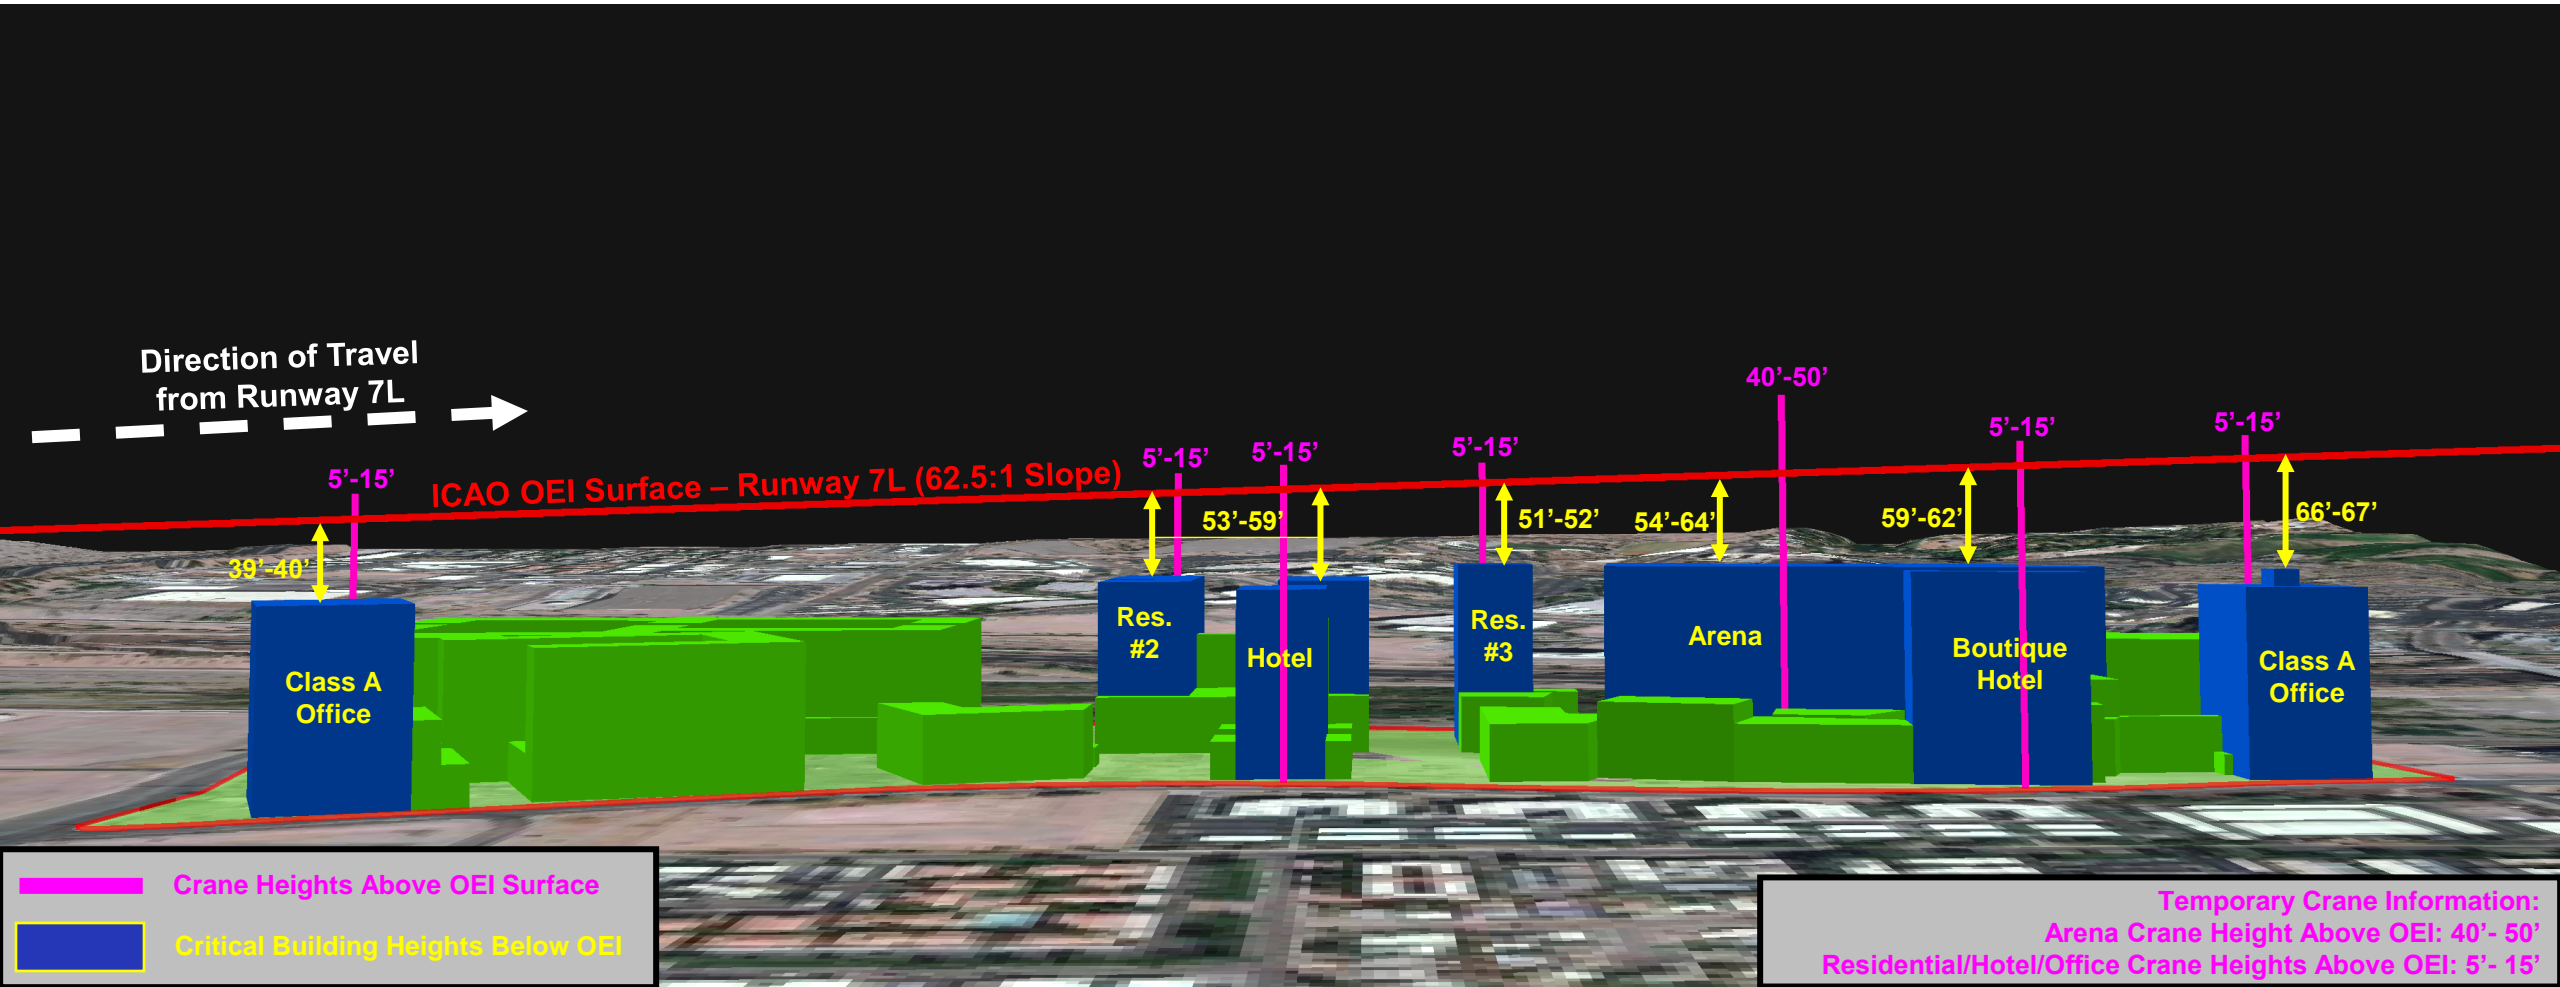 Direction of Travel
from Runway 7L
ICAO OEI Surface – Runway 7L (62.5:1 Slope)
5’-15’
5’-15’
5’-15’
5’-15’
40’-50’
5’-15’
5’-15’
39’-40’
53’-59’
51’-52’
54’-64’
59’-62’
66’-67’
Class A
Office
Res.
#2
Hotel
Res.
#3
Arena
Boutique
Hotel
Class A
Office
Crane Heights Above OEI Surface
Critical Building Heights Below OEI
Temporary Crane Information:
Arena Crane Height Above OEI: 40’- 50’
Residential/Hotel/Office Crane Heights Above OEI: 5’- 15’